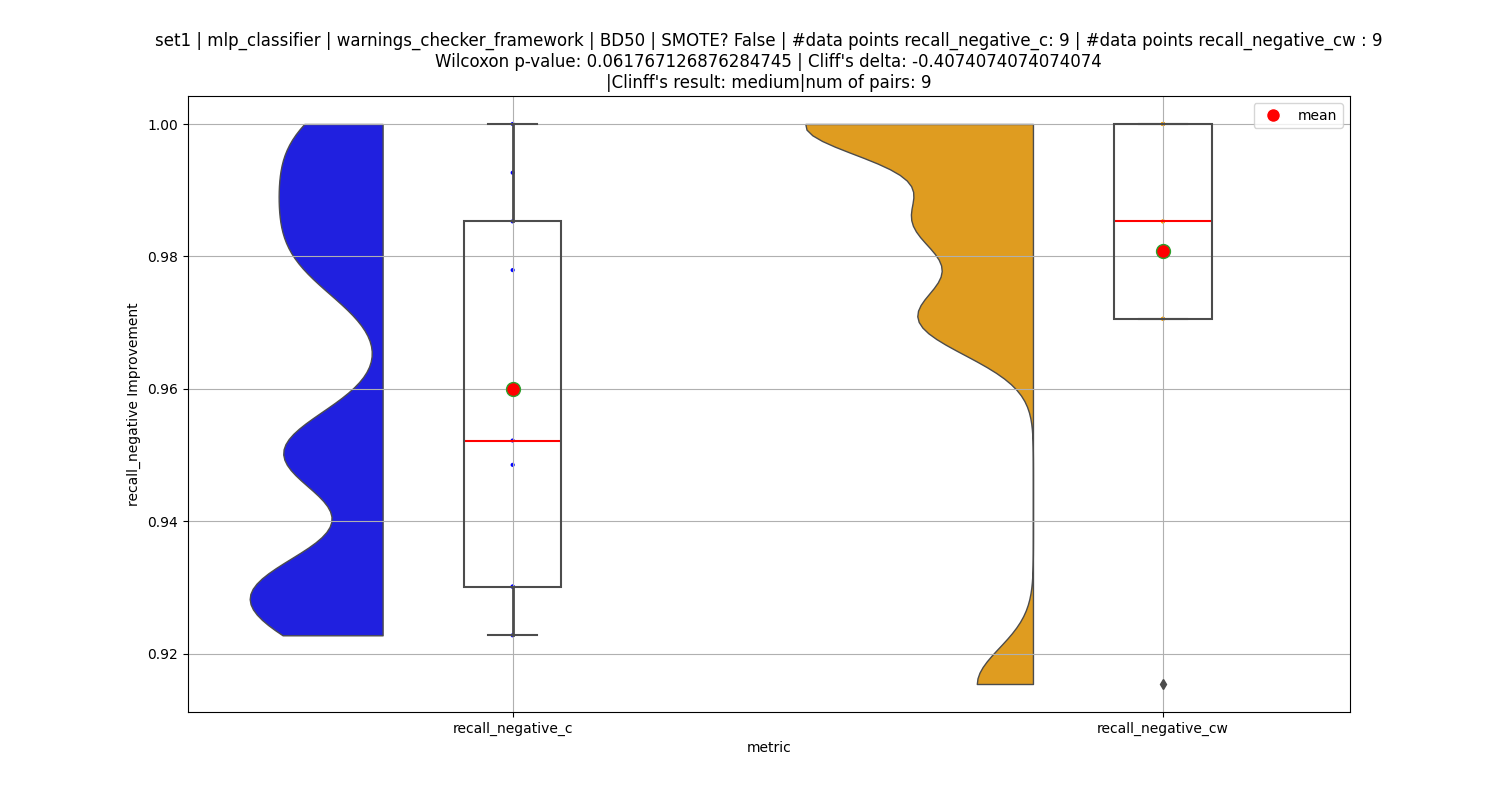 set1 | mlp_classifier | warnings_checker_framework | BD50 | SMOTE? False | #data points recall_negative_c: 9 | #data points recall_negative_cw : 9
Wilcoxon p-value: 0.061767126876284745 | Cliff's delta: -0.4074074074074074
|Clinff's result: medium|num of pairs: 9
mean
1.00
0.98
0.96
0.94
0.92
recall_negative Improvement
recall_negative_c
recall_negative_cw
metric